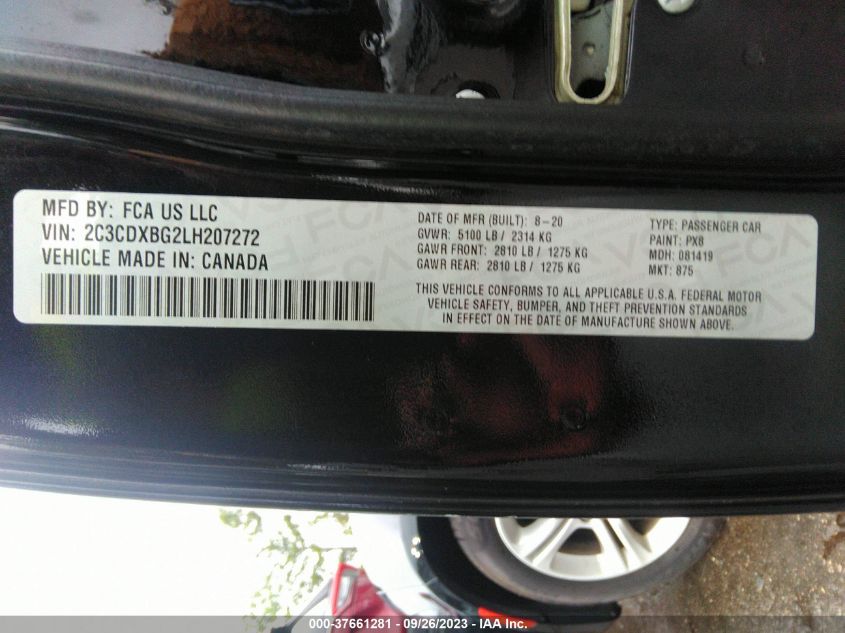 MFD BY: FCA US LLC
VIN: 2C3CDXBG2LH207272
VEHICLE MADE IN: CANADA
DATE OF MFR (BUILT): 8-20
GVWR: 5100 LB / 2314 KG
GAWR FRONT: 2810 LB / 1275 KG
GAWR REAR: 2810 LB / 1275 KG
TYPE: PASSENGER CAR
PAINT: PX8
MDH: 081419
MKT: 875
THIS VEHICLE CONFORMS TO ALL APPLICABLE U.S.A. FEDERAL MOTOR
VEHICLE SAFETY, BUMPER, AND THEFT PREVENTION STANDARDS
IN EFFECT ON THE DATE OF MANUFACTURE SHOWN ABOVE.
000-37661281 - 09/26/2023 - IAA Inc.